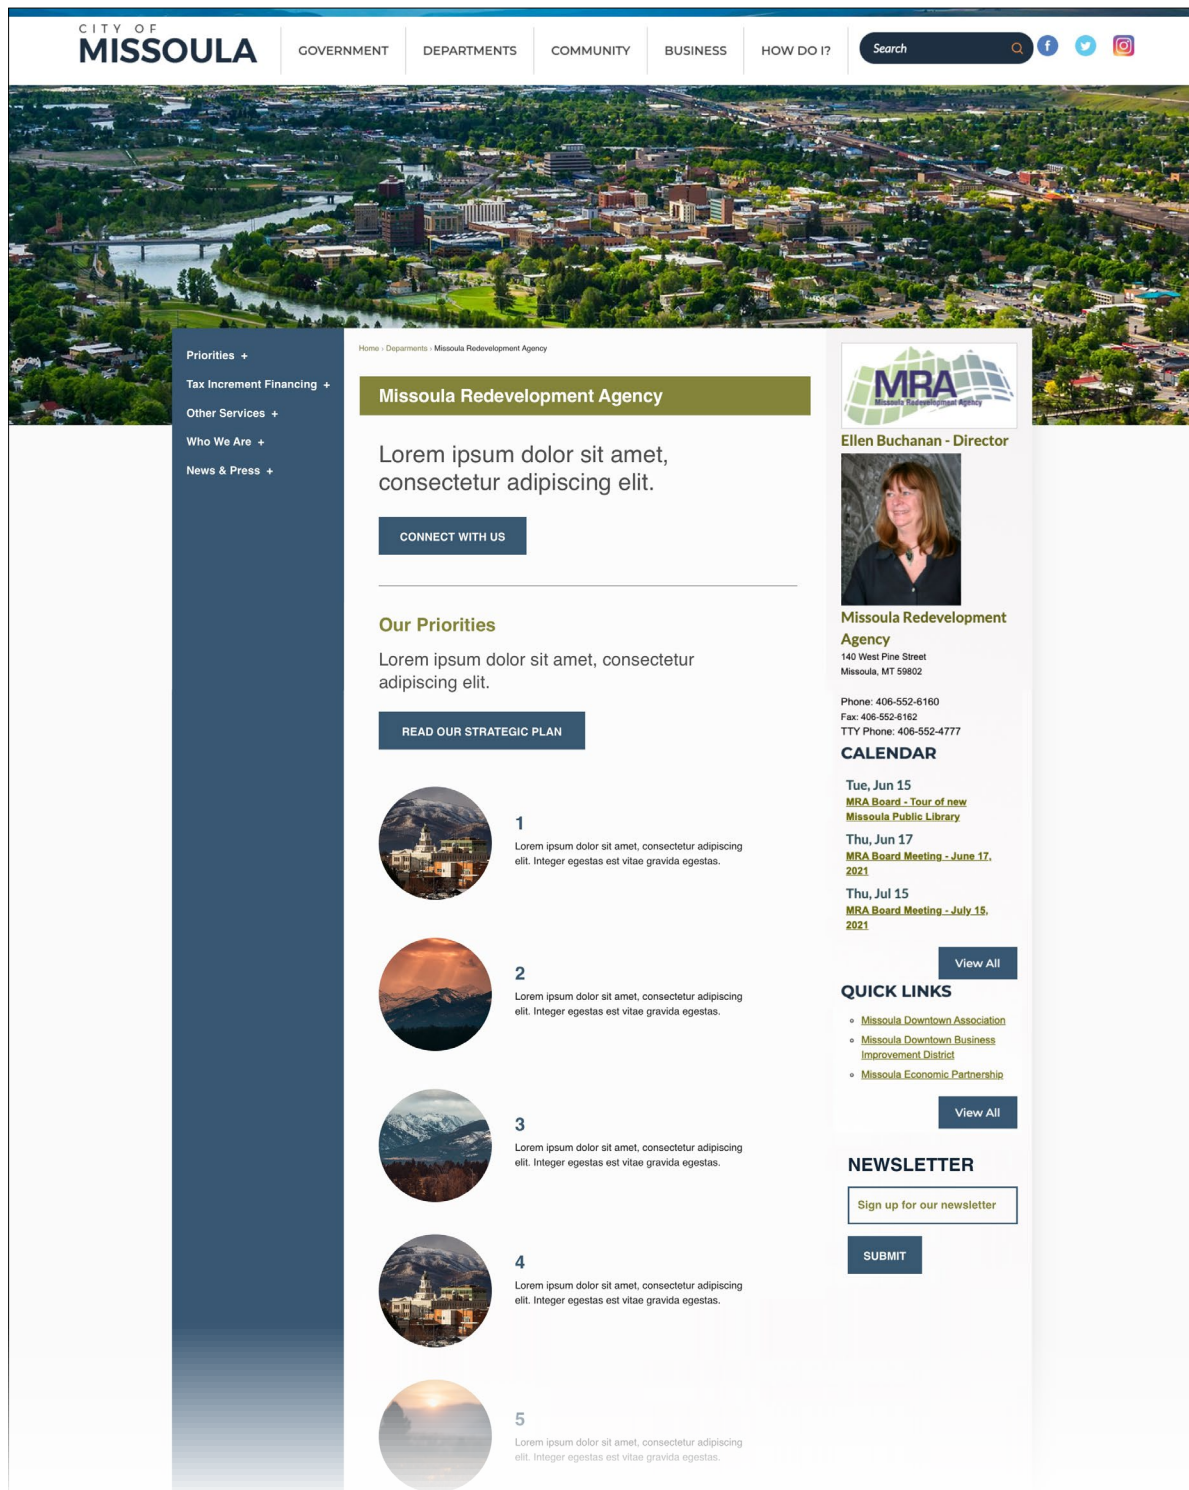 CITY OF
MISSOULA
GOVERNMENT
DEPARTMENTS
COMMUNITY
BUSINESS
HOW DO I?
Search
Priorities +
Tax Increment Financing +
Other Services +
Who We Are +
News & Press +
Home › Deparments › Missoula Redevelopment Agency
Missoula Redevelopment Agency
Lorem ipsum dolor sit amet,
consectetur adipiscing elit.
CONNECT WITH US
Our Priorities
Lorem ipsum dolor sit amet, consectetur
adipiscing elit.
READ OUR STRATEGIC PLAN
1
Lorem ipsum dolor sit amet, consectetur adipiscing
elit. Integer egestas est vitae gravida egestas.
2
Lorem ipsum dolor sit amet, consectetur adipiscing
elit. Integer egestas est vitae gravida egestas.
3
Lorem ipsum dolor sit amet, consectetur adipiscing
elit. Integer egestas est vitae gravida egestas.
4
Lorem ipsum dolor sit amet, consectetur adipiscing
elit. Integer egestas est vitae gravida egestas.
5
Lorem ipsum dolor sit amet, consectetur adipiscing
elit. Integer egestas est vitae gravida egestas.
MRA
Missoula Redevelopment Agency
Ellen Buchanan - Director
Missoula Redevelopment
Agency
140 West Pine Street
Missoula, MT 59802
Phone: 406-552-6160
Fax: 406-552-6162
TTY Phone: 406-552-4777
CALENDAR
Tue, Jun 15
MRA Board - Tour of new
Missoula Public Library
Thu, Jun 17
MRA Board Meeting - June 17,
2021
Thu, Jul 15
MRA Board Meeting - July 15,
2021
View All
QUICK LINKS
Missoula Downtown Association
Missoula Downtown Business
Improvement District
Missoula Economic Partnership
View All
NEWSLETTER
Sign up for our newsletter
SUBMIT